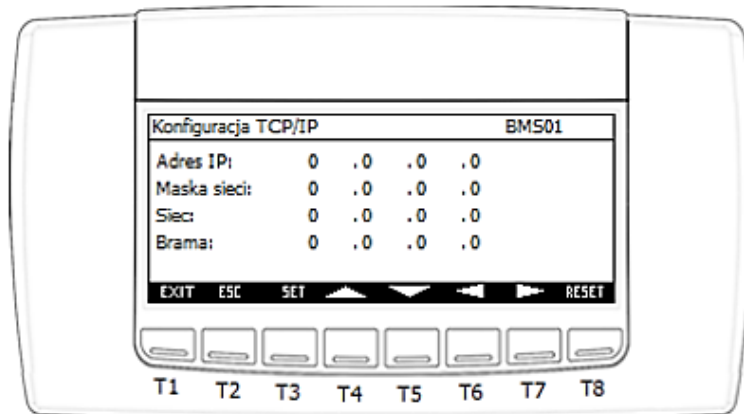 Konfiguracja TCP/IP BMS01
Adres IP: 0 .0 .0 .0
Maska sieci: 0 .0 .0 .0
Siec: 0 .0 .0 .0
Brama: 0 .0 .0 .0
EXIT ESC SET RESET
T1 T2 T3 T4 T5 T6 T7 T8